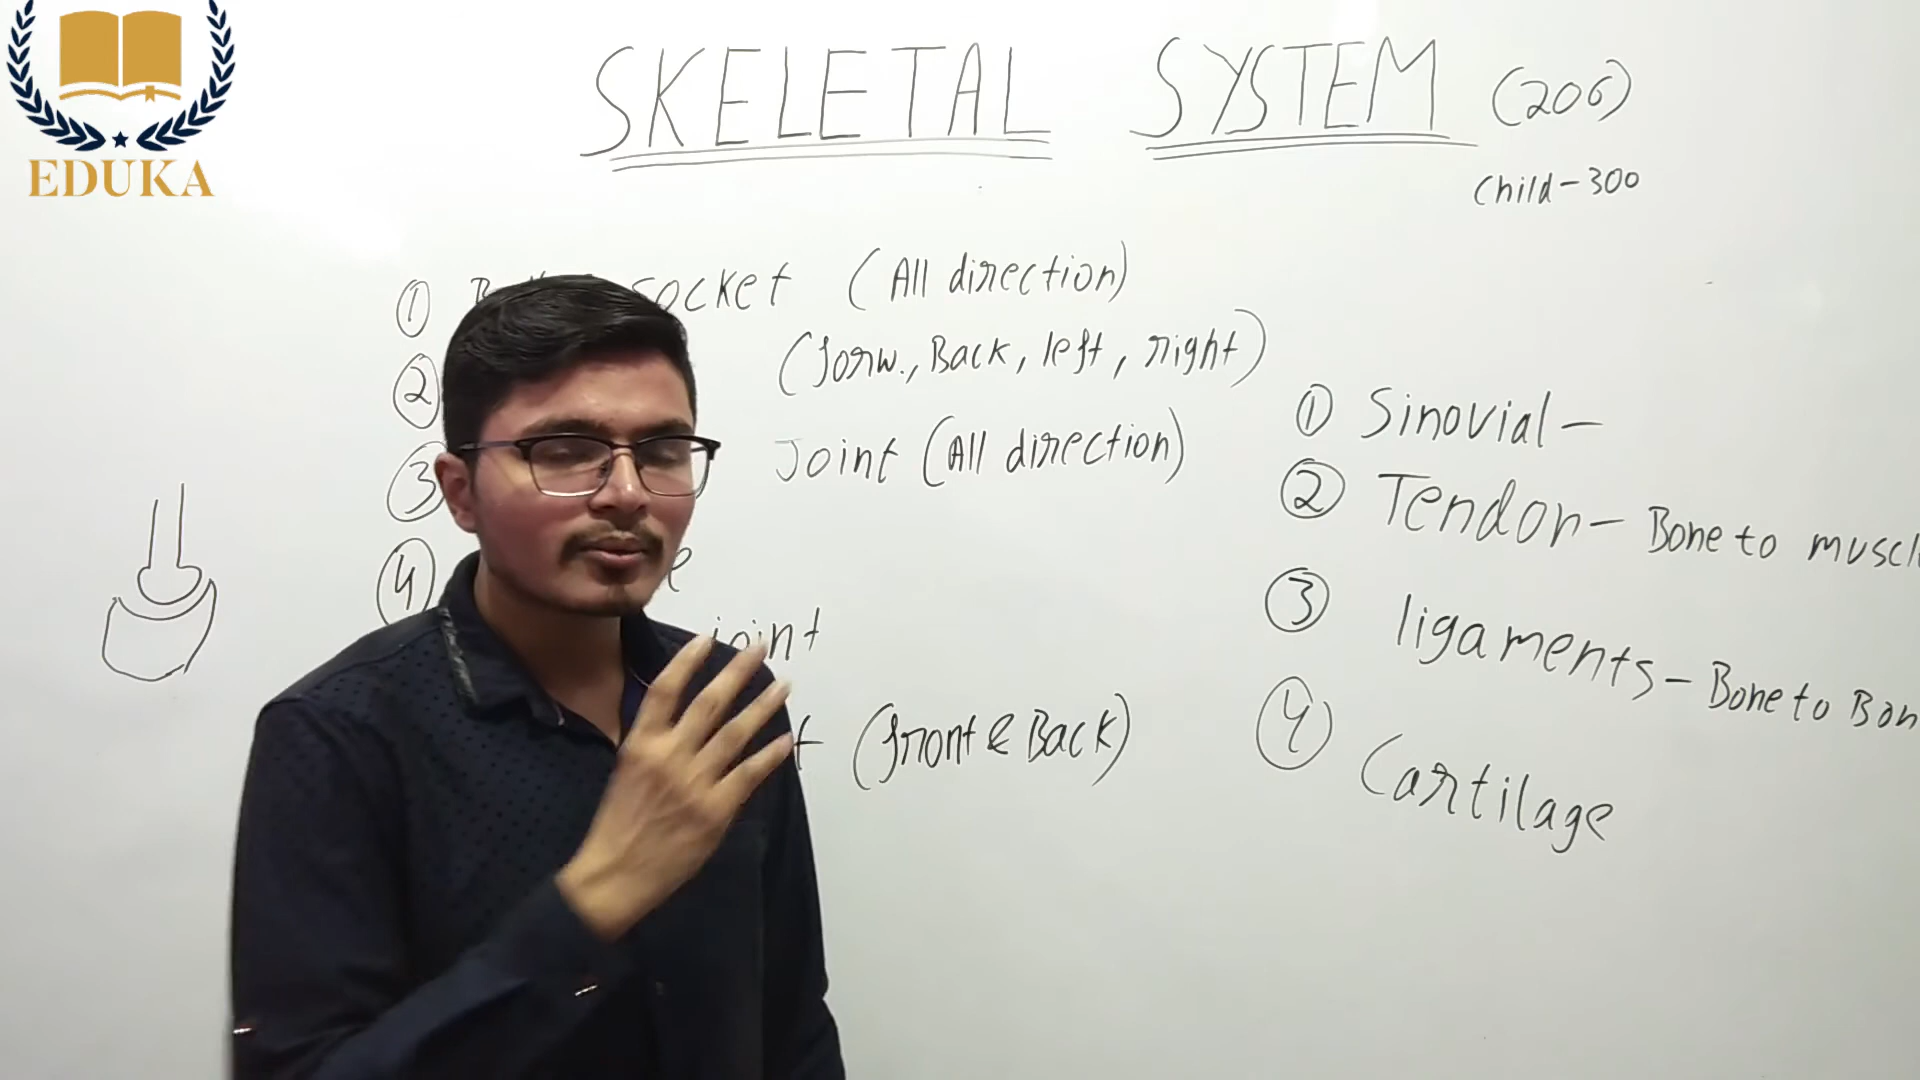 EDUKA
SKELETAL SYSTEM (206)
Child-300
① socket (All direction)
② (forw., Back, left, right)
③ Joint (All direction)
④
joint
(front & Back)
① Sinovial -
② Tendon - Bone to muscl
③ ligaments - Bone to Bon
④ Cartilage